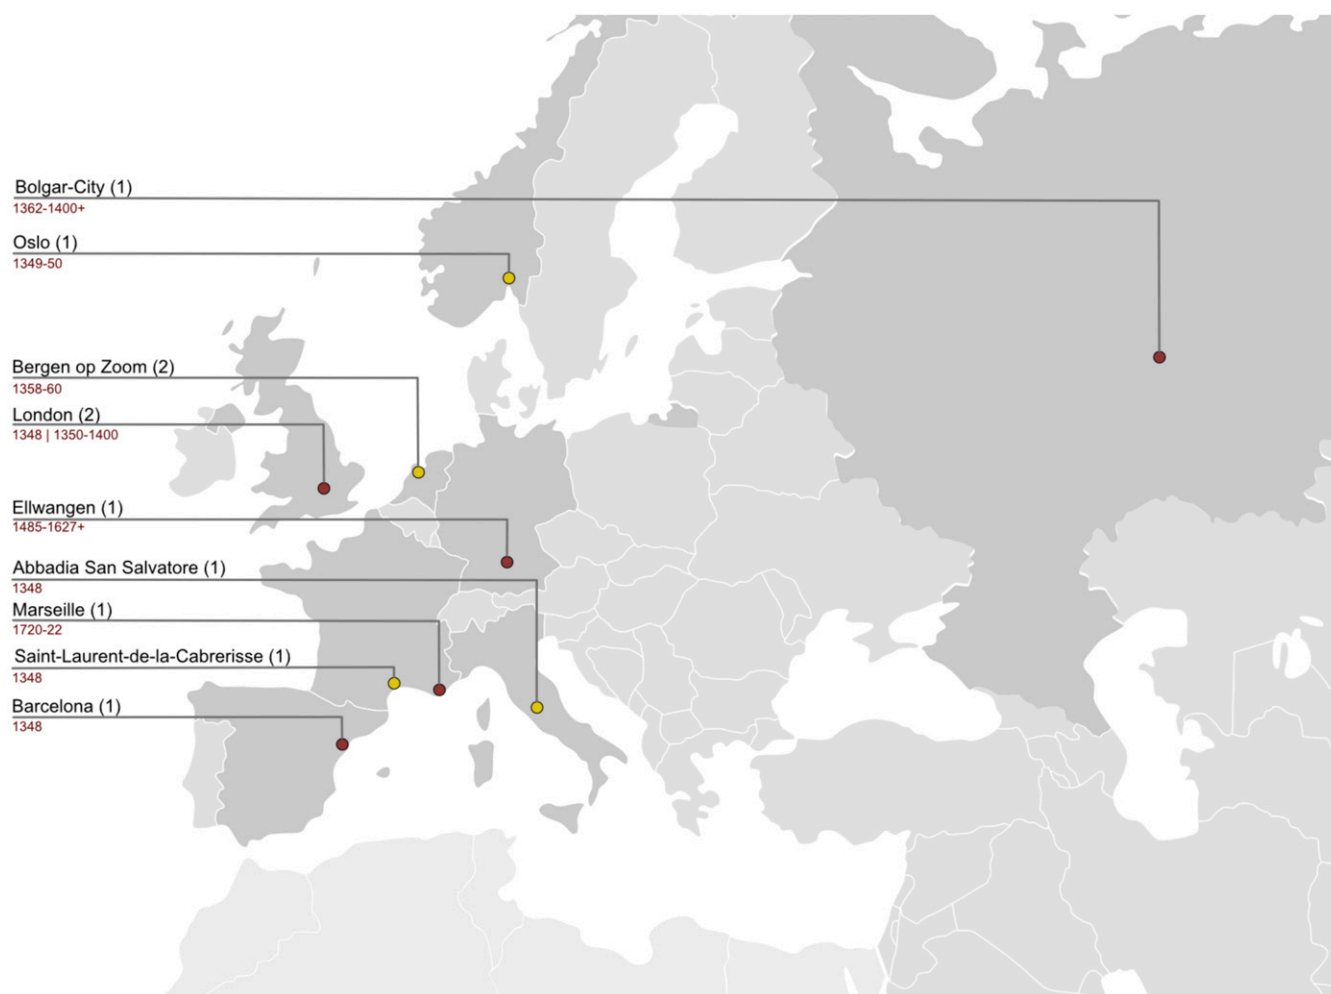 Bolgar-City (1)
1362-1400+
Oslo (1)
1349-50
Bergen op Zoom (2)
1358-60
London (2)
1348 | 1350-1400
Ellwangen (1)
1485-1627+
Abbadia San Salvatore (1)
1348
Marseille (1)
1720-22
Saint-Laurent-de-la-Cabrerisse (1)
1348
Barcelona (1)
1348